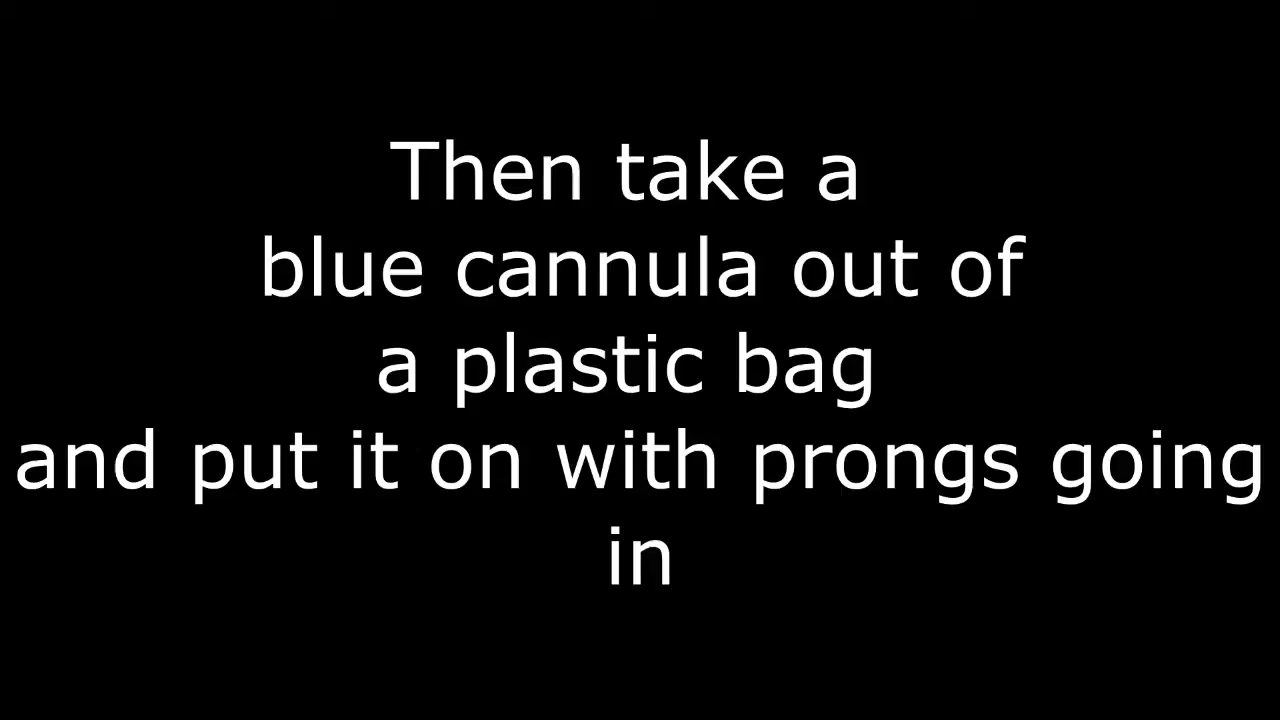 Then take a
blue cannula out of
a plastic bag
and put it on with prongs going
in